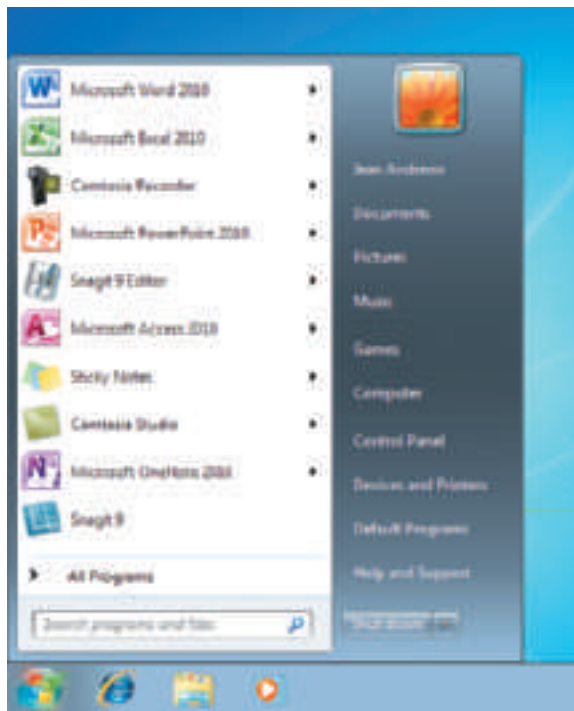 Microsoft Word 2010
Microsoft Excel 2010
Camtasia Recorder
Microsoft PowerPoint 2010
Snagit 9 Editor
Microsoft Access 2010
Sticky Notes
Camtasia Studio
Microsoft OneNote 2010
Snagit 9
All Programs
Search programs and files
Jean Andrews
Documents
Pictures
Music
Games
Computer
Control Panel
Devices and Printers
Default Programs
Help and Support
Shut down